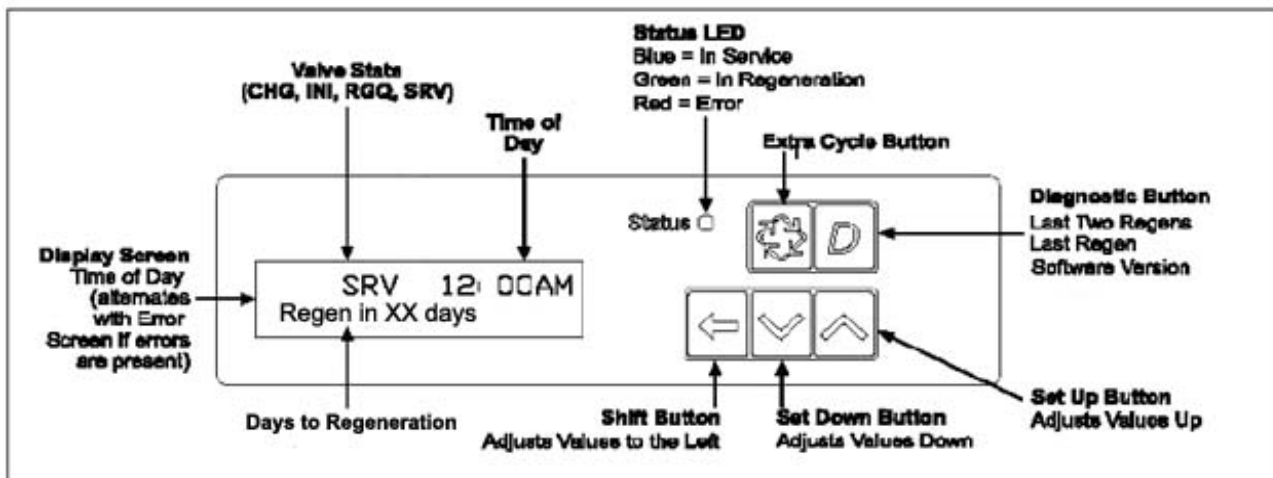 Status LED
Blue = In Service
Green = In Regeneration
Red = Error
Valve Stats
(CHG, INI, RGQ, SRV)
Time of
Day
Extra Cycle Button
Diagnostic Button
Last Two Regens
Last Regen
Software Version
Status
D
Display Screen
Time of Day
(alternates
with Error
Screen if errors
are present)
SRV 12:00AM
Regen in XX days
Days to Regeneration
Shift Button
Adjusts Values to the Left
Set Down Button
Adjusts Values Down
Set Up Button
Adjusts Values Up